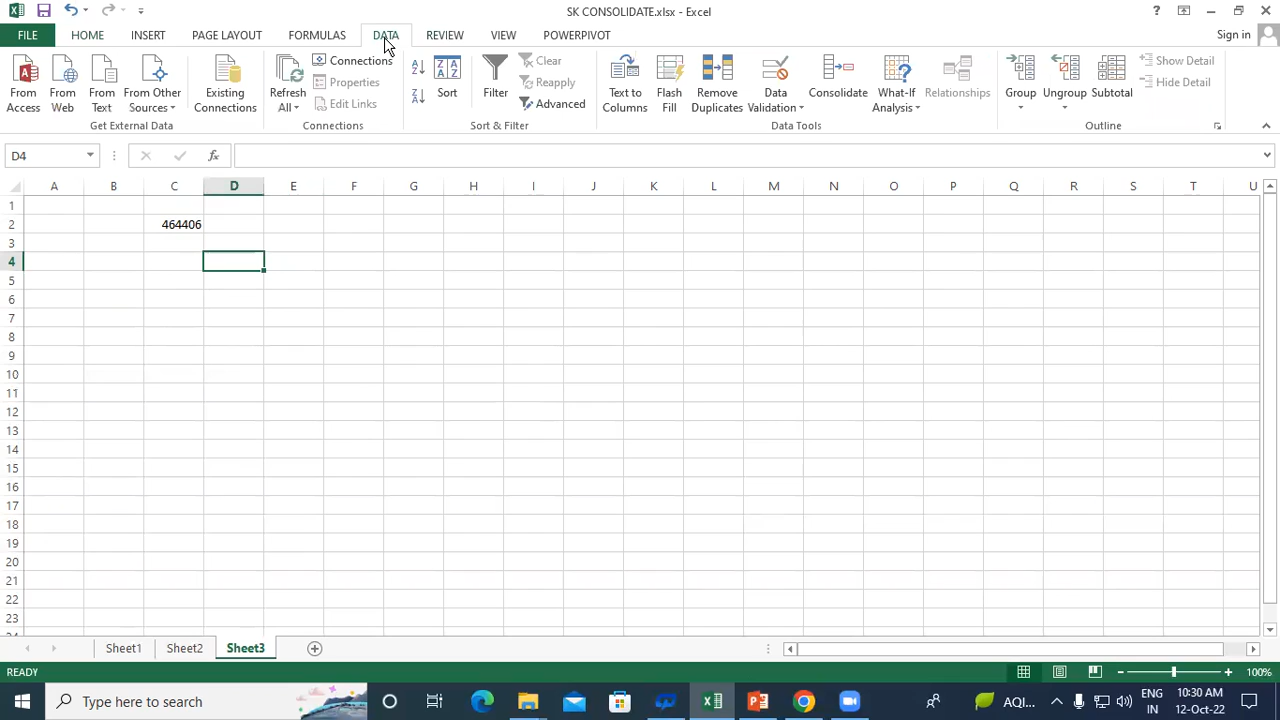 SK CONSOLIDATE.xlsx - Excel
FILE HOME INSERT PAGE LAYOUT FORMULAS DATA REVIEW VIEW POWERPIVOT Sign in
From Access
From Web
From Text
From Other Sources
Existing Connections
Get External Data
Refresh All
Connections
Properties
Edit Links
Connections
Sort
Filter
Clear
Reapply
Advanced
Sort & Filter
Text to Columns
Flash Fill
Remove Duplicates
Data Validation
Consolidate
What-If Analysis
Relationships
Data Tools
Group
Ungroup
Subtotal
Show Detail
Hide Detail
Outline
D4 fx
A B C D E F G H I J K L M N O P Q R S T U
1
2 464406
3
4
5
6
7
8
9
10
11
12
13
14
15
16
17
18
19
20
21
22
23
Sheet1 Sheet2 Sheet3
READY 100%
Type here to search
AQI...
ENG
IN
10:30 AM
12-Oct-22